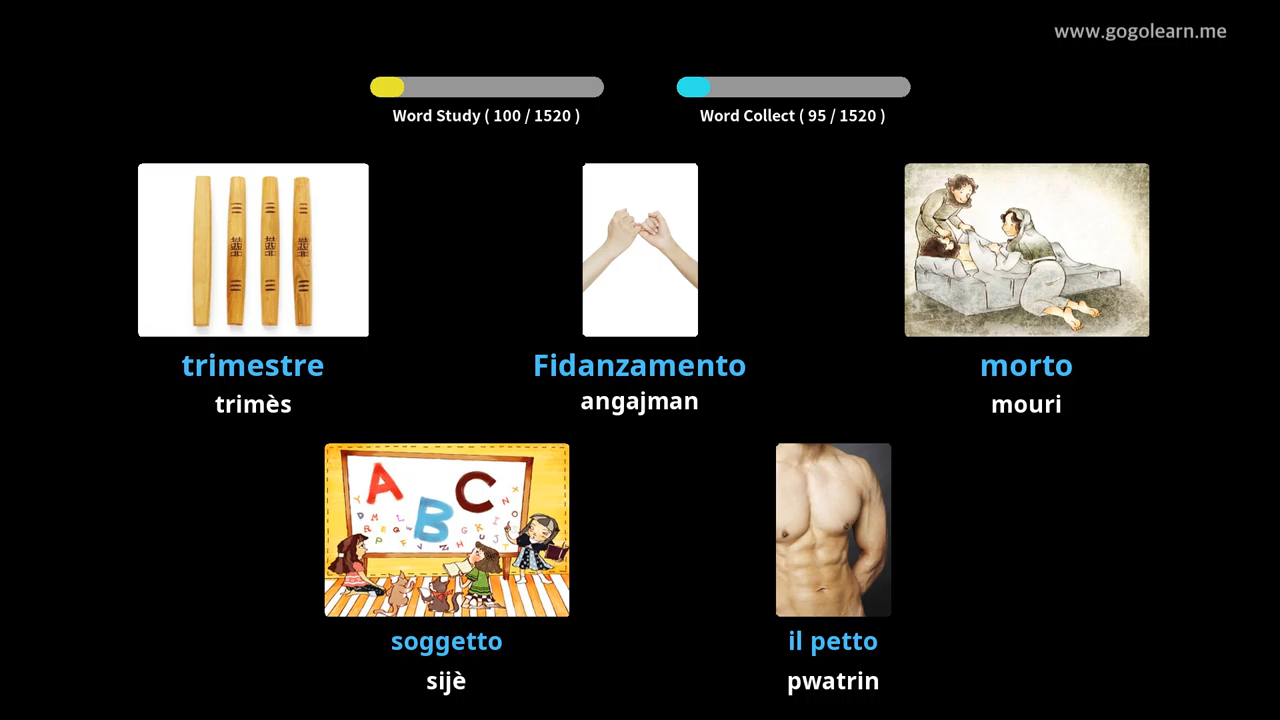 www.gogolearn.me
Word Study ( 100 / 1520 )
Word Collect ( 95 / 1520 )
trimestre
trimès
Fidanzamento
angajman
morto
mouri
A B C
soggetto
sijè
il petto
pwatrin